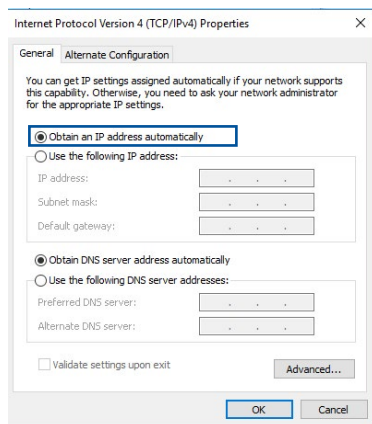 Internet Protocol Version 4 (TCP/IPv4) Properties
General
Alternate Configuration
You can get IP settings assigned automatically if your network supports
this capability. Otherwise, you need to ask your network administrator
for the appropriate IP settings.
Obtain an IP address automatically
Use the following IP address:
IP address:
Subnet mask:
Default gateway:
Obtain DNS server address automatically
Use the following DNS server addresses:
Preferred DNS server:
Alternate DNS server:
Validate settings upon exit
Advanced...
OK
Cancel